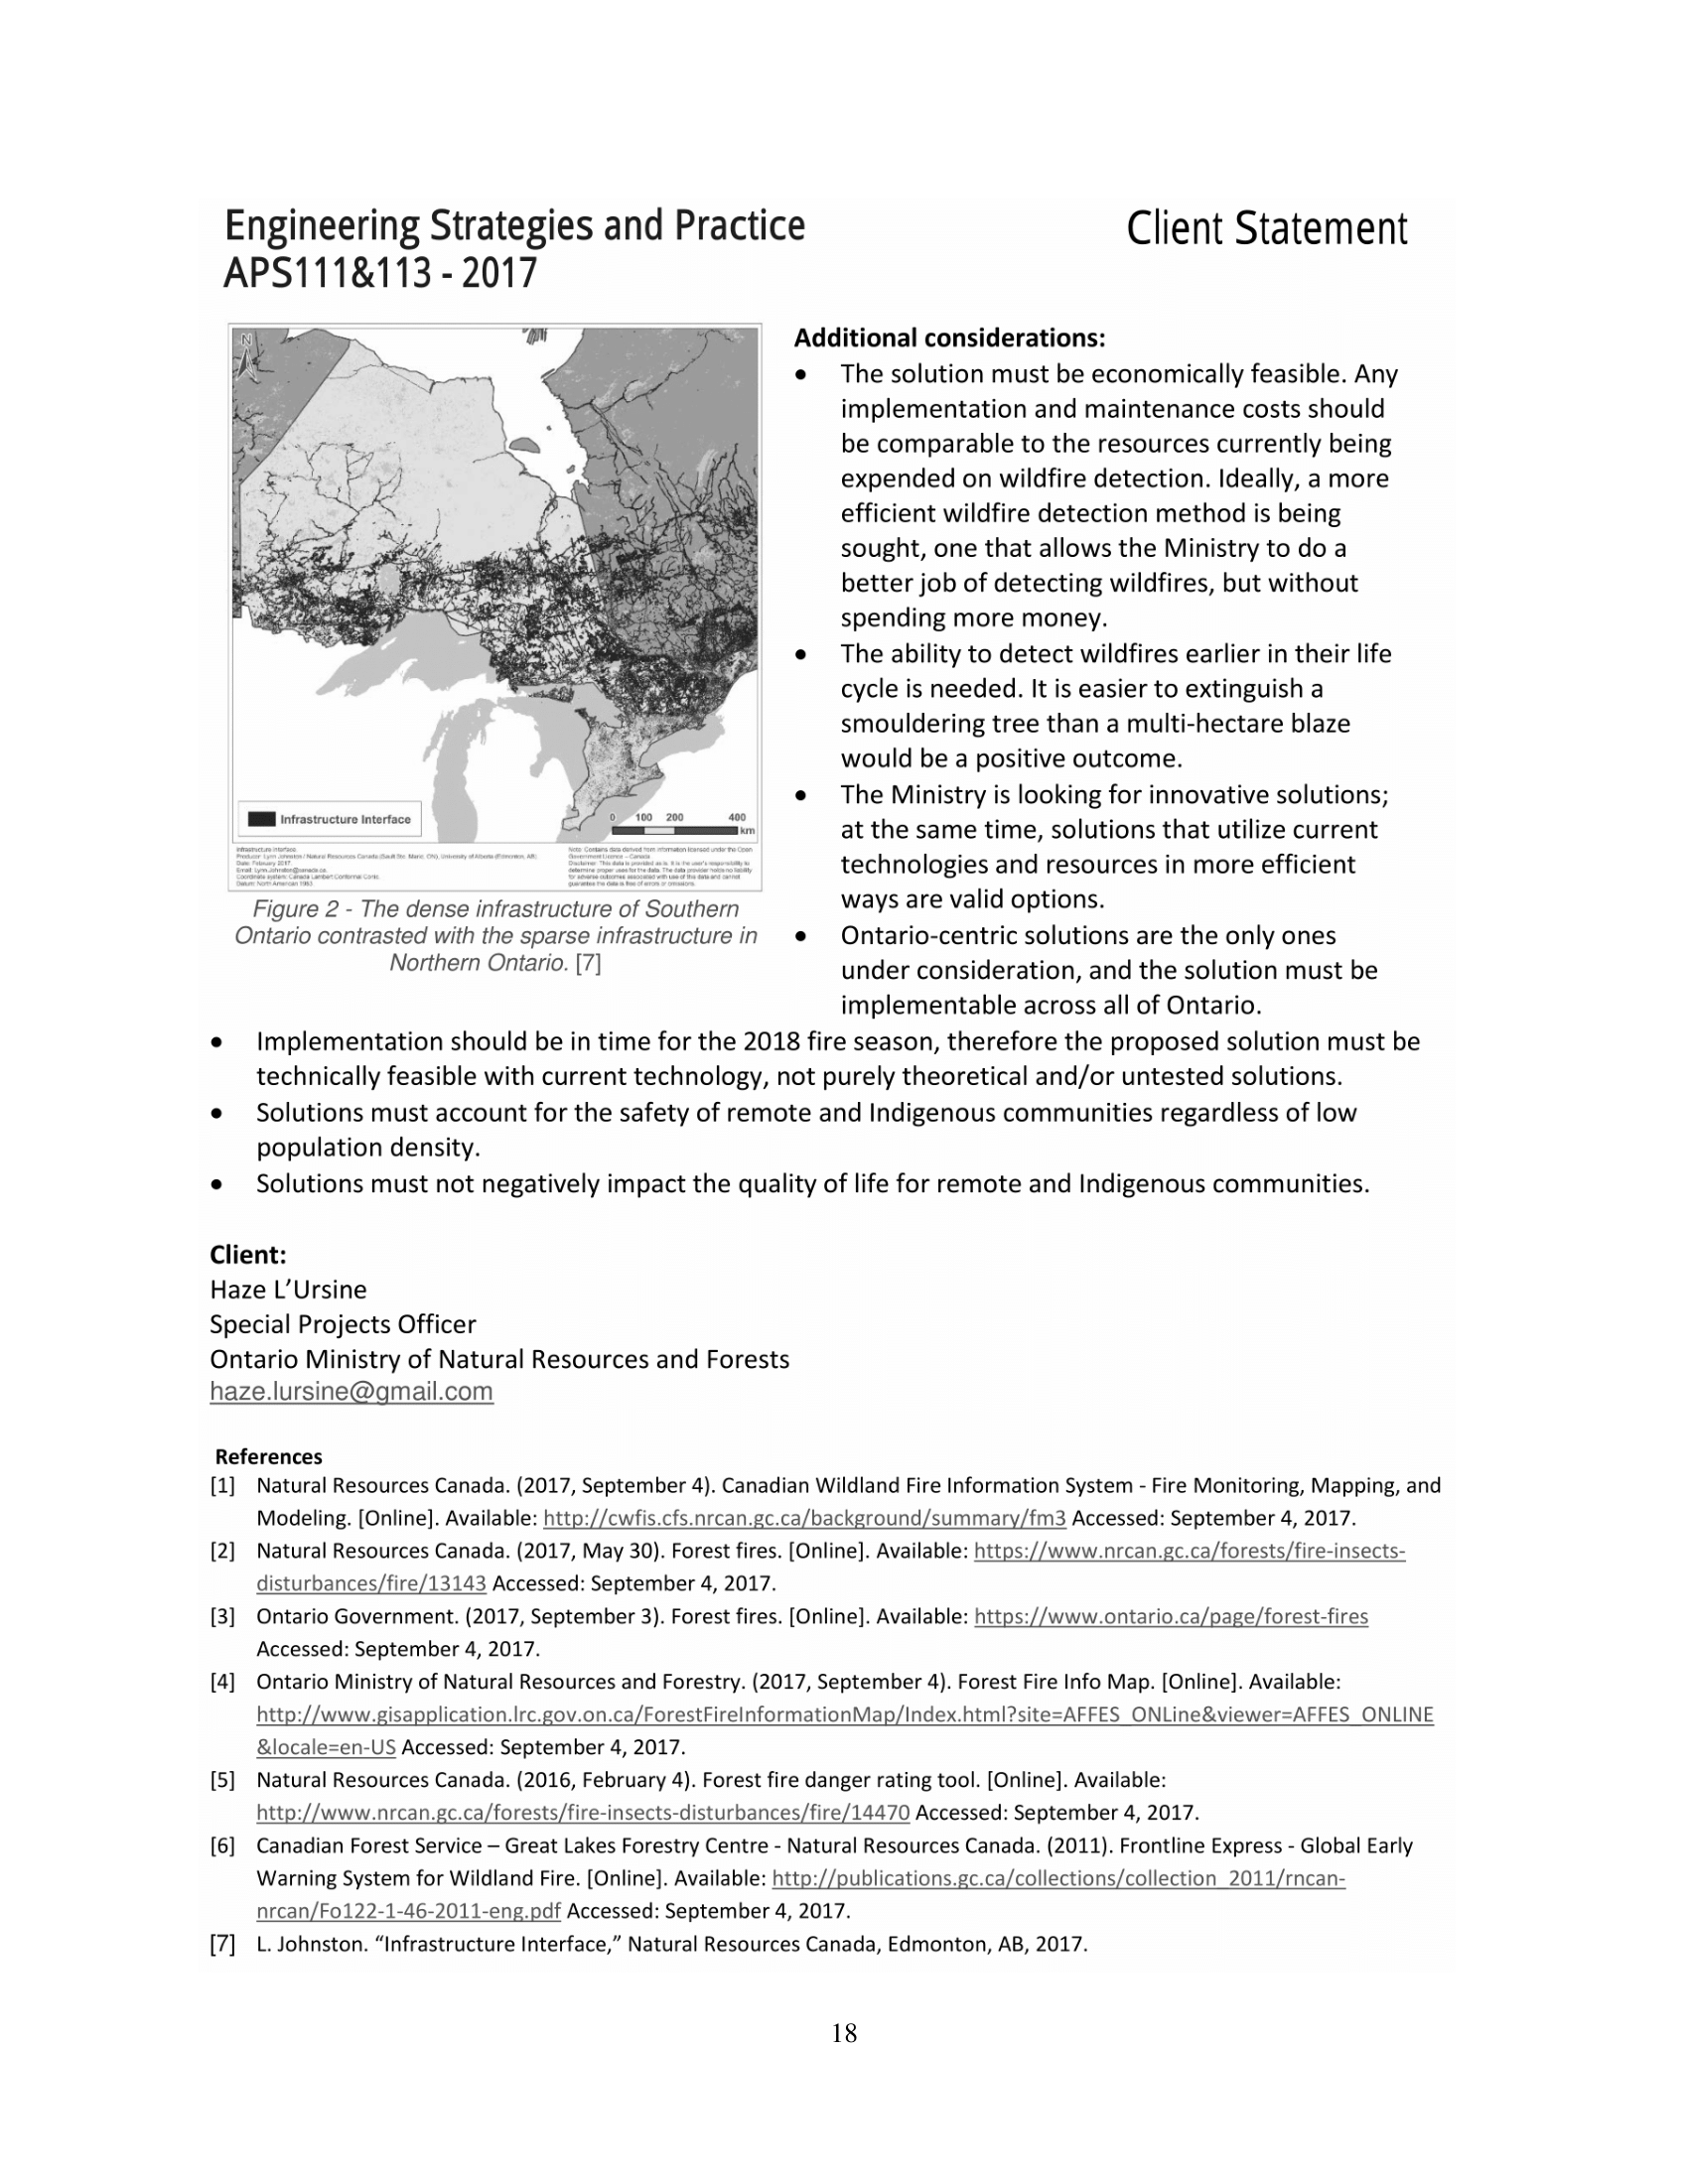 Engineering Strategies and Practice
APS111&113 - 2017
Client Statement
N
Infrastructure Interface
0 100 200 400
km
Infrastructure Interface.
Date: February 2017.
Figure 2 - The dense infrastructure of Southern
Ontario contrasted with the sparse infrastructure in
Northern Ontario. [7]
Additional considerations:
• The solution must be economically feasible. Any
implementation and maintenance costs should
be comparable to the resources currently being
expended on wildfire detection. Ideally, a more
efficient wildfire detection method is being
sought, one that allows the Ministry to do a
better job of detecting wildfires, but without
spending more money.
• The ability to detect wildfires earlier in their life
cycle is needed. It is easier to extinguish a
smouldering tree than a multi-hectare blaze
would be a positive outcome.
• The Ministry is looking for innovative solutions;
at the same time, solutions that utilize current
technologies and resources in more efficient
ways are valid options.
• Ontario-centric solutions are the only ones
under consideration, and the solution must be
implementable across all of Ontario.
• Implementation should be in time for the 2018 fire season, therefore the proposed solution must be
technically feasible with current technology, not purely theoretical and/or untested solutions.
• Solutions must account for the safety of remote and Indigenous communities regardless of low
population density.
• Solutions must not negatively impact the quality of life for remote and Indigenous communities.
Client:
Haze L’Ursine
Special Projects Officer
Ontario Ministry of Natural Resources and Forests
haze.lursine@gmail.com
References
[1] Natural Resources Canada. (2017, September 4). Canadian Wildland Fire Information System - Fire Monitoring, Mapping, and
Modeling. [Online]. Available: http://cwfis.cfs.nrcan.gc.ca/background/summary/fm3 Accessed: September 4, 2017.
[2] Natural Resources Canada. (2017, May 30). Forest fires. [Online]. Available: https://www.nrcan.gc.ca/forests/fire-insects-
disturbances/fire/13143 Accessed: September 4, 2017.
[3] Ontario Government. (2017, September 3). Forest fires. [Online]. Available: https://www.ontario.ca/page/forest-fires
Accessed: September 4, 2017.
[4] Ontario Ministry of Natural Resources and Forestry. (2017, September 4). Forest Fire Info Map. [Online]. Available:
http://www.gisapplication.lrc.gov.on.ca/ForestFireInformationMap/Index.html?site=AFFES_ONLine&viewer=AFFES_ONLINE
&locale=en-US Accessed: September 4, 2017.
[5] Natural Resources Canada. (2016, February 4). Forest fire danger rating tool. [Online]. Available:
http://www.nrcan.gc.ca/forests/fire-insects-disturbances/fire/14470 Accessed: September 4, 2017.
[6] Canadian Forest Service – Great Lakes Forestry Centre - Natural Resources Canada. (2011). Frontline Express - Global Early
Warning System for Wildland Fire. [Online]. Available: http://publications.gc.ca/collections/collection_2011/rncan-
nrcan/Fo122-1-46-2011-eng.pdf Accessed: September 4, 2017.
[7] L. Johnston. “Infrastructure Interface,” Natural Resources Canada, Edmonton, AB, 2017.
18